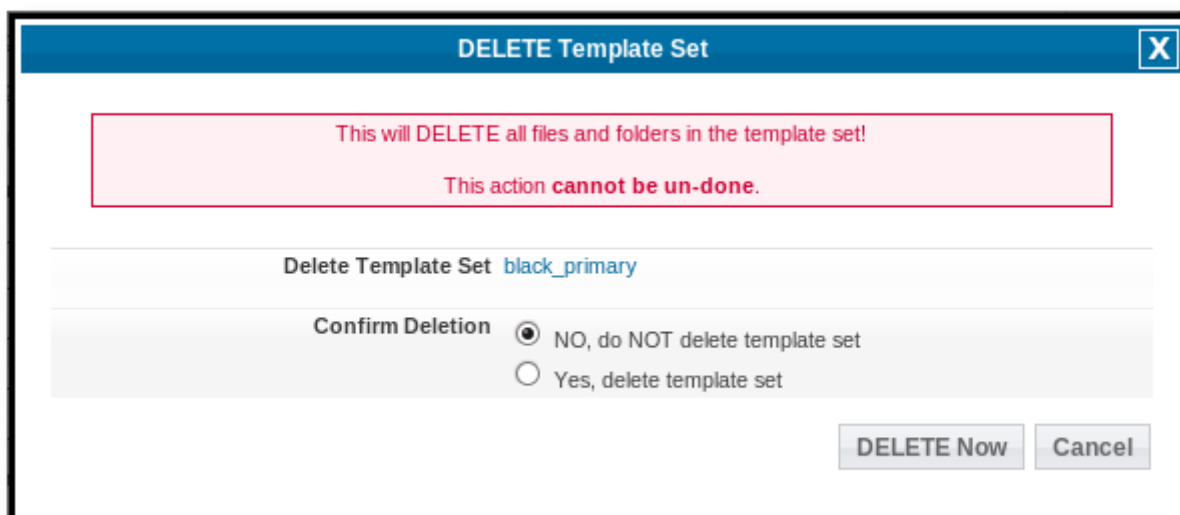 DELETE Template Set
X
This will DELETE all files and folders in the template set!
This action cannot be un-done.
Delete Template Set black_primary
Confirm Deletion
NO, do NOT delete template set
Yes, delete template set
DELETE Now Cancel